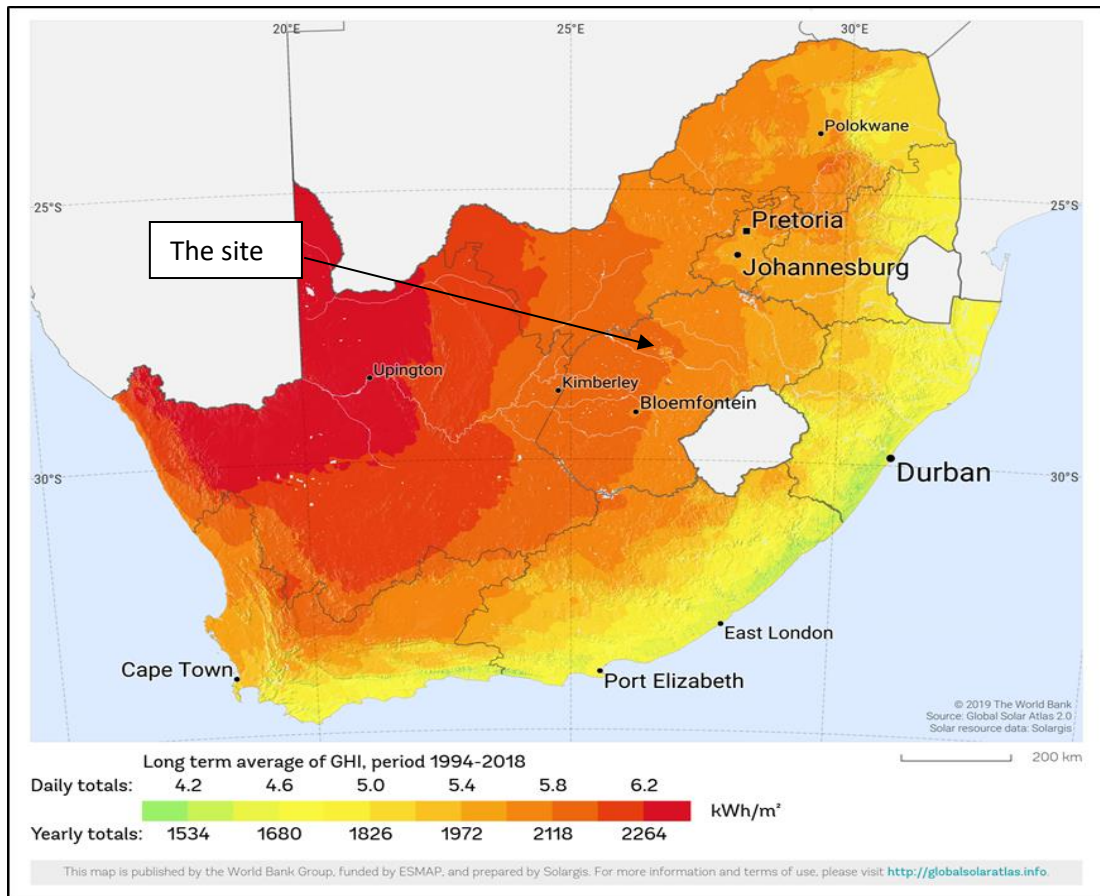 20°E
25°E
30°E
Polokwane
25°S
25°S
Pretoria
The site
Johannesburg
Upington
Kimberley
Bloemfontein
30°S
Durban
30°S
East London
Cape Town
Port Elizabeth
© 2019 The World Bank
Source: Global Solar Atlas 2.0
Solar resource data: Solargis
200 km
Long term average of GHI, period 1994-2018
Daily totals: 4.2 4.6 5.0 5.4 5.8 6.2
kWh/m²
Yearly totals: 1534 1680 1826 1972 2118 2264
This map is published by the World Bank Group, funded by ESMAP, and prepared by Solargis. For more information and terms of use, please visit http://globalsolaratlas.info.